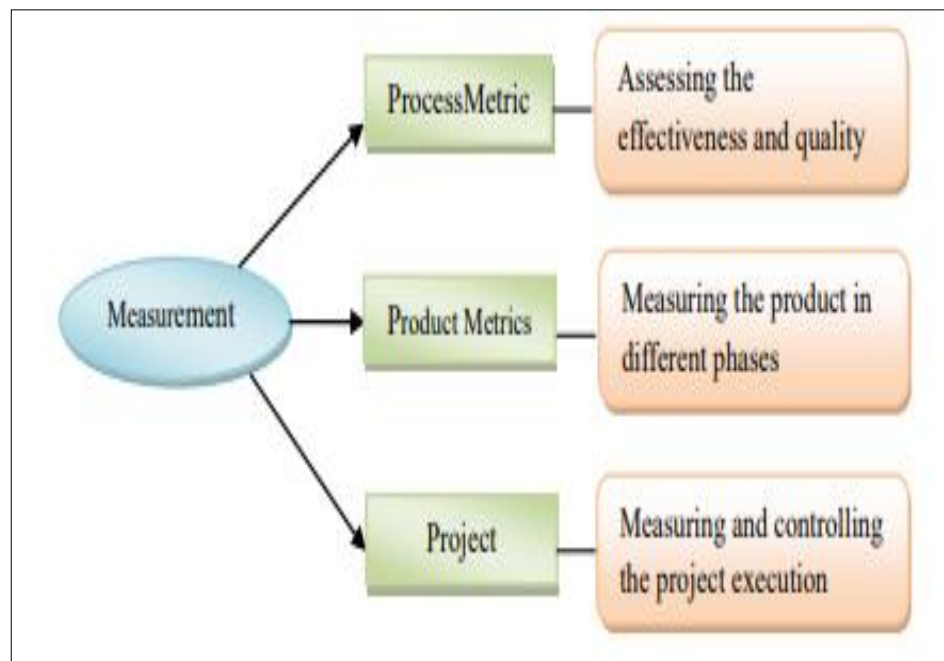 ProcessMetric
Assessing the
effectiveness and quality
Measurement
Product Metrics
Measuring the product in
different phases
Project
Measuring and controlling
the project execution